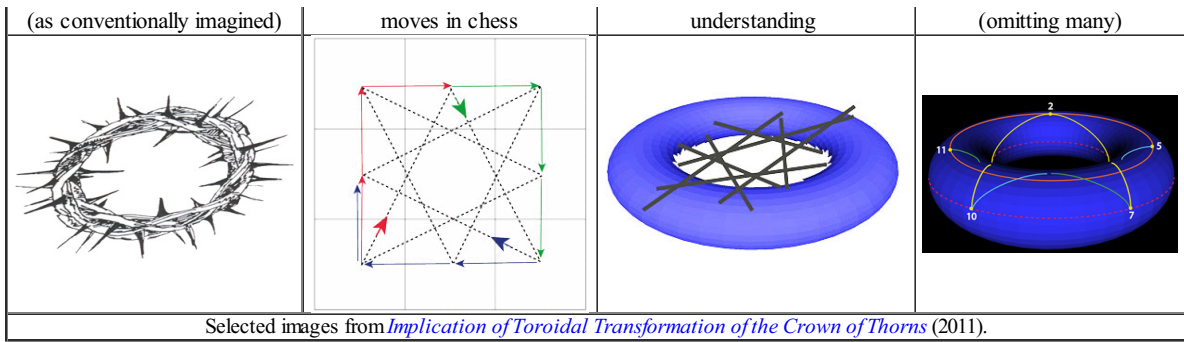 (as conventionally imagined)
moves in chess
understanding
(omitting many)
2
11
5
10
7
Selected images from Implication of Toroidal Transformation of the Crown of Thorns (2011).